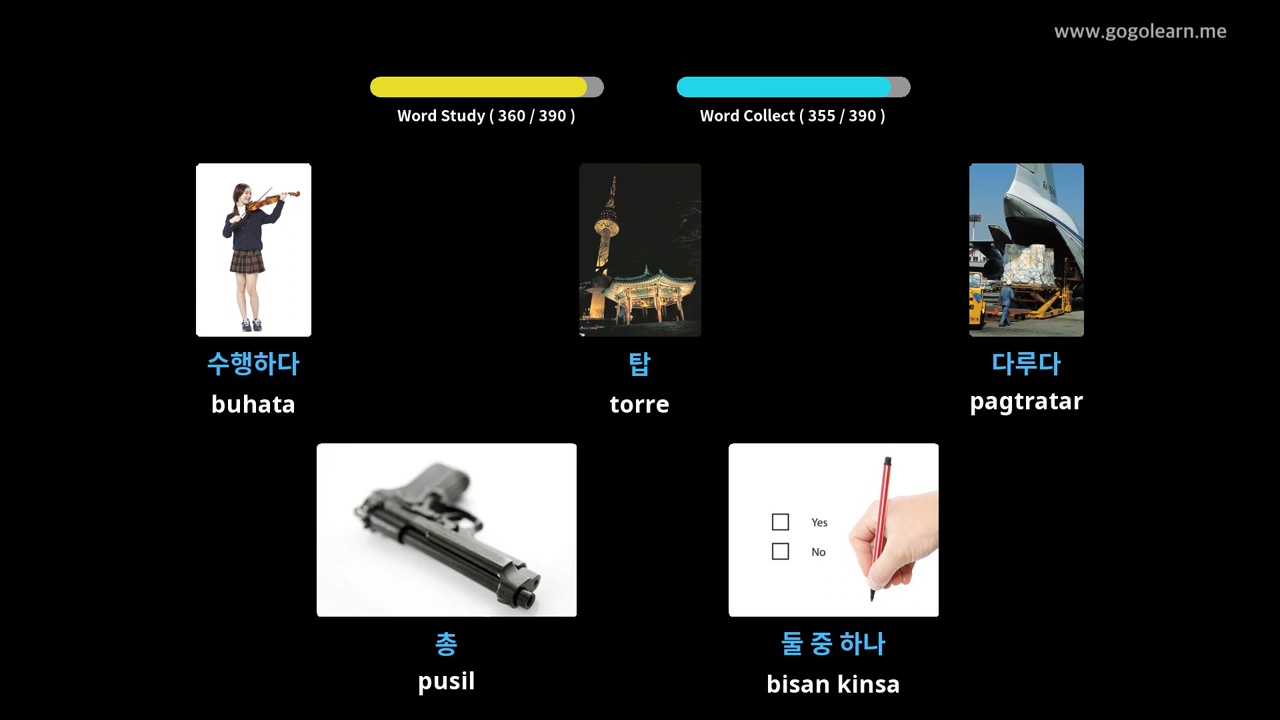 www.gogolearn.me
Word Study ( 360 / 390 )
Word Collect ( 355 / 390 )
수행하다
buhata
탑
torre
다루다
pagtratar
Yes
No
총
pusil
둘 중 하나
bisan kinsa